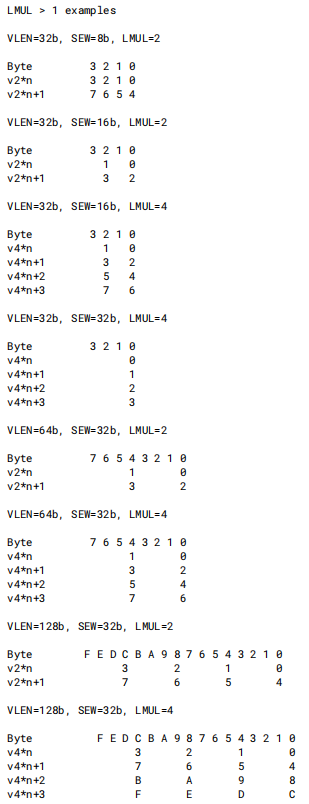 LMUL > 1 examples
VLEN=32b, SEW=8b, LMUL=2
Byte 3 2 1 0
v2*n 3 2 1 0
v2*n+1 7 6 5 4
VLEN=32b, SEW=16b, LMUL=2
Byte 3 2 1 0
v2*n 1 0
v2*n+1 3 2
VLEN=32b, SEW=16b, LMUL=4
Byte 3 2 1 0
v4*n 1 0
v4*n+1 3 2
v4*n+2 5 4
v4*n+3 7 6
VLEN=32b, SEW=32b, LMUL=4
Byte 3 2 1 0
v4*n 0
v4*n+1 1
v4*n+2 2
v4*n+3 3
VLEN=64b, SEW=32b, LMUL=2
Byte 7 6 5 4 3 2 1 0
v2*n 1 0
v2*n+1 3 2
VLEN=64b, SEW=32b, LMUL=4
Byte 7 6 5 4 3 2 1 0
v4*n 1 0
v4*n+1 3 2
v4*n+2 5 4
v4*n+3 7 6
VLEN=128b, SEW=32b, LMUL=2
Byte F E D C B A 9 8 7 6 5 4 3 2 1 0
v2*n 3 2 1 0
v2*n+1 7 6 5 4
VLEN=128b, SEW=32b, LMUL=4
Byte F E D C B A 9 8 7 6 5 4 3 2 1 0
v4*n 3 2 1 0
v4*n+1 7 6 5 4
v4*n+2 B A 9 8
v4*n+3 F E D C